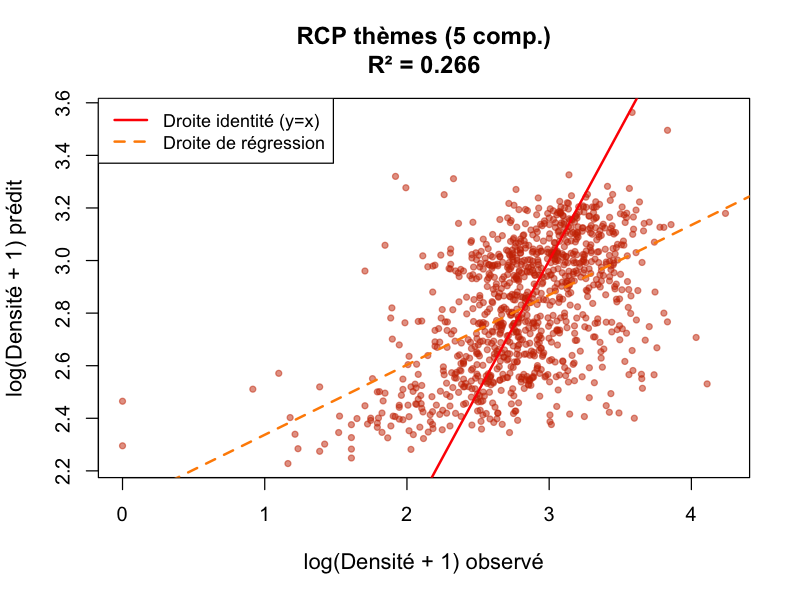 RCP thèmes (5 comp.)
R² = 0.266
Droite identité (y=x)
Droite de régression
log(Densité + 1) prédit
3.6
3.4
3.2
3.0
2.8
2.6
2.4
2.2
0 1 2 3 4
log(Densité + 1) observé